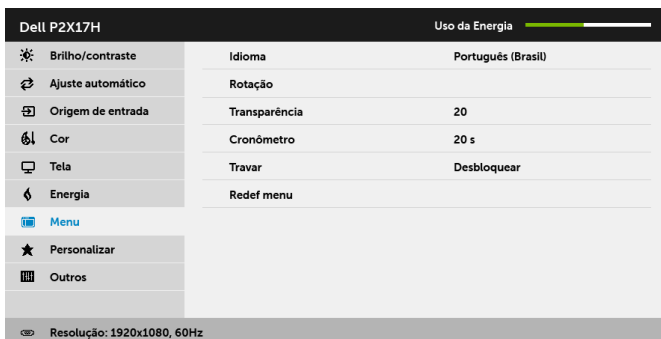 Dell P2X17H Uso da Energia
Brilho/contraste Idioma Português (Brasil)
Ajuste automático Rotação
Origem de entrada Transparência 20
Cor Cronômetro 20 s
Tela Travar Desbloquear
Energia Redef menu
Menu
Personalizar
Outros
Resolução: 1920x1080, 60Hz